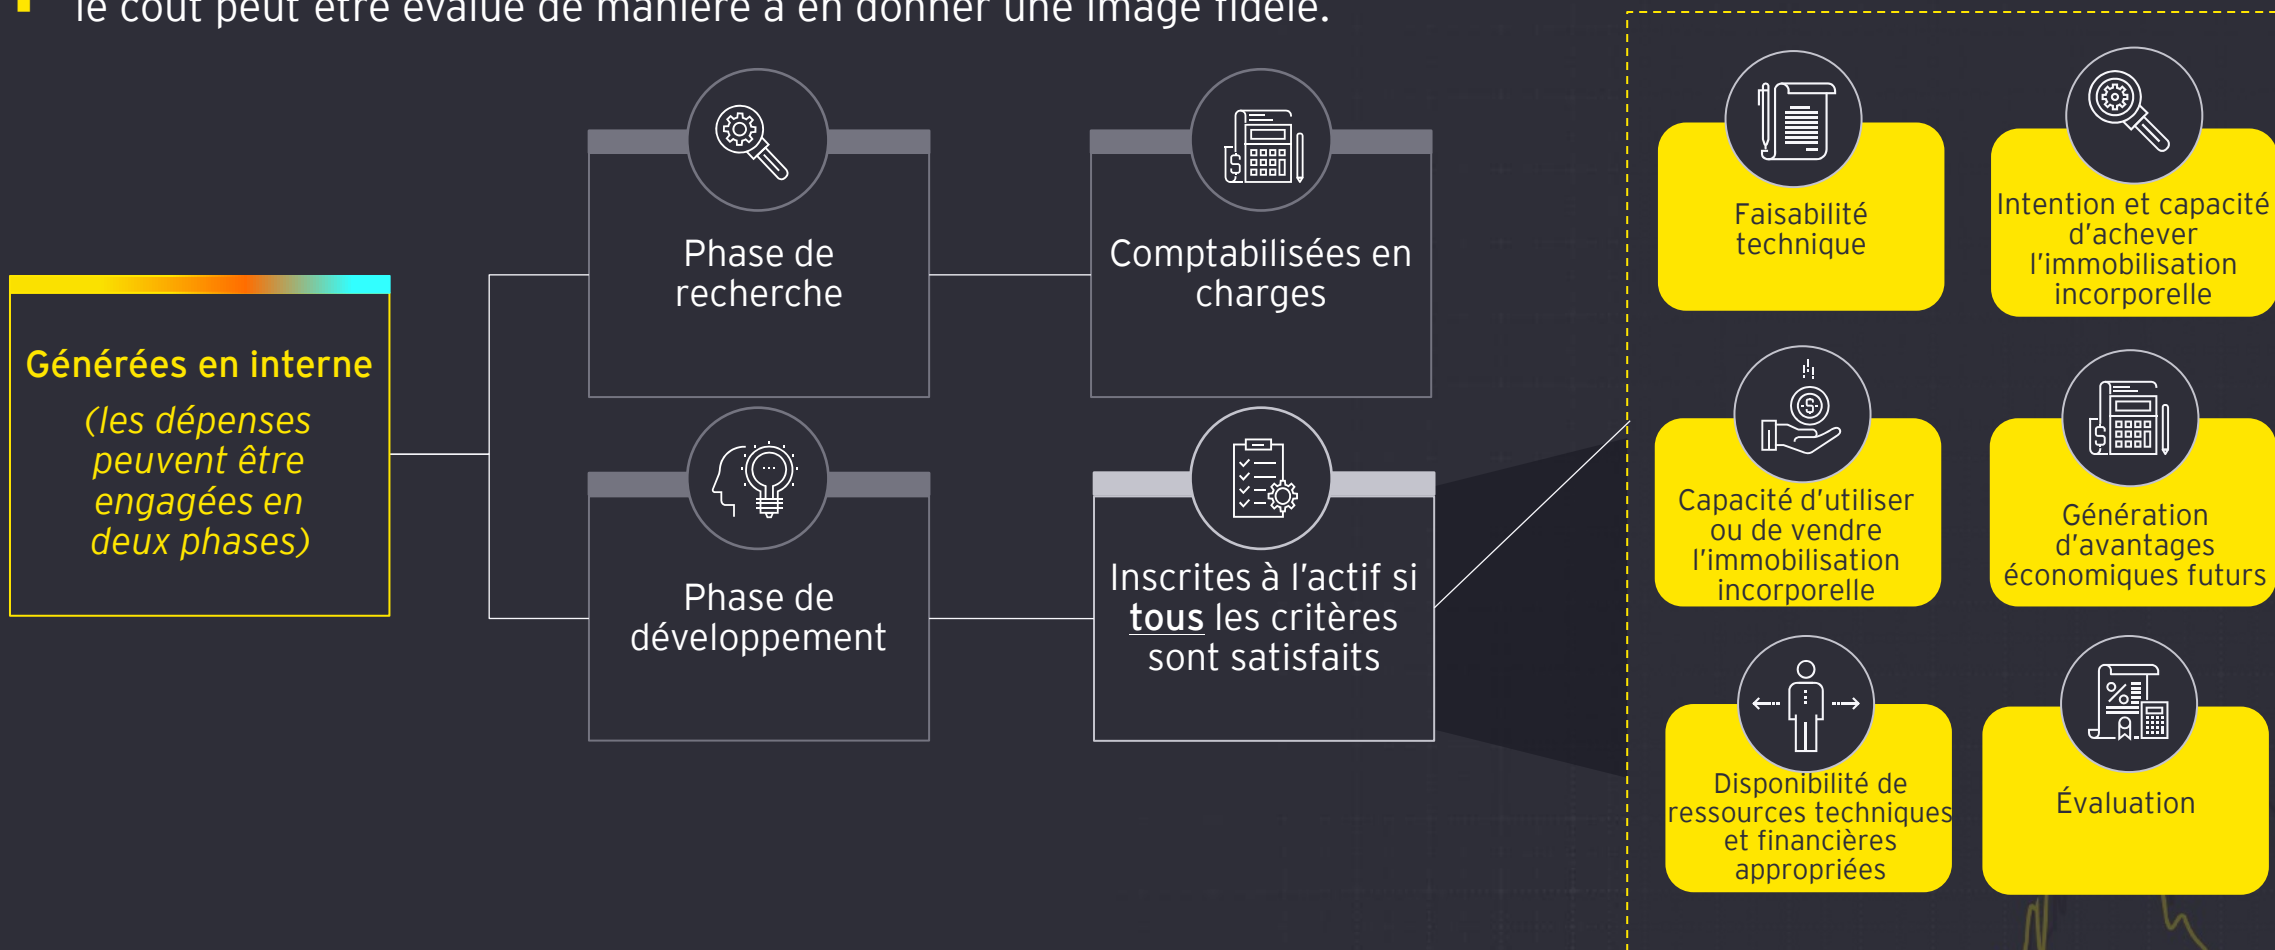 le coût peut être évalué de manière à en donner une image fidèle.
Générées en interne
(les dépenses
peuvent être
engagées en
deux phases)
Phase de
recherche
Comptabilisées en
charges
Phase de
développement
Inscrites à l'actif si
tous les critères
sont satisfaits
Faisabilité
technique
Intention et capacité
d'achever
l'immobilisation
incorporelle
Capacité d'utiliser
ou de vendre
l'immobilisation
incorporelle
Génération
d'avantages
économiques futurs
Disponibilité de
ressources techniques
et financières
appropriées
Évaluation